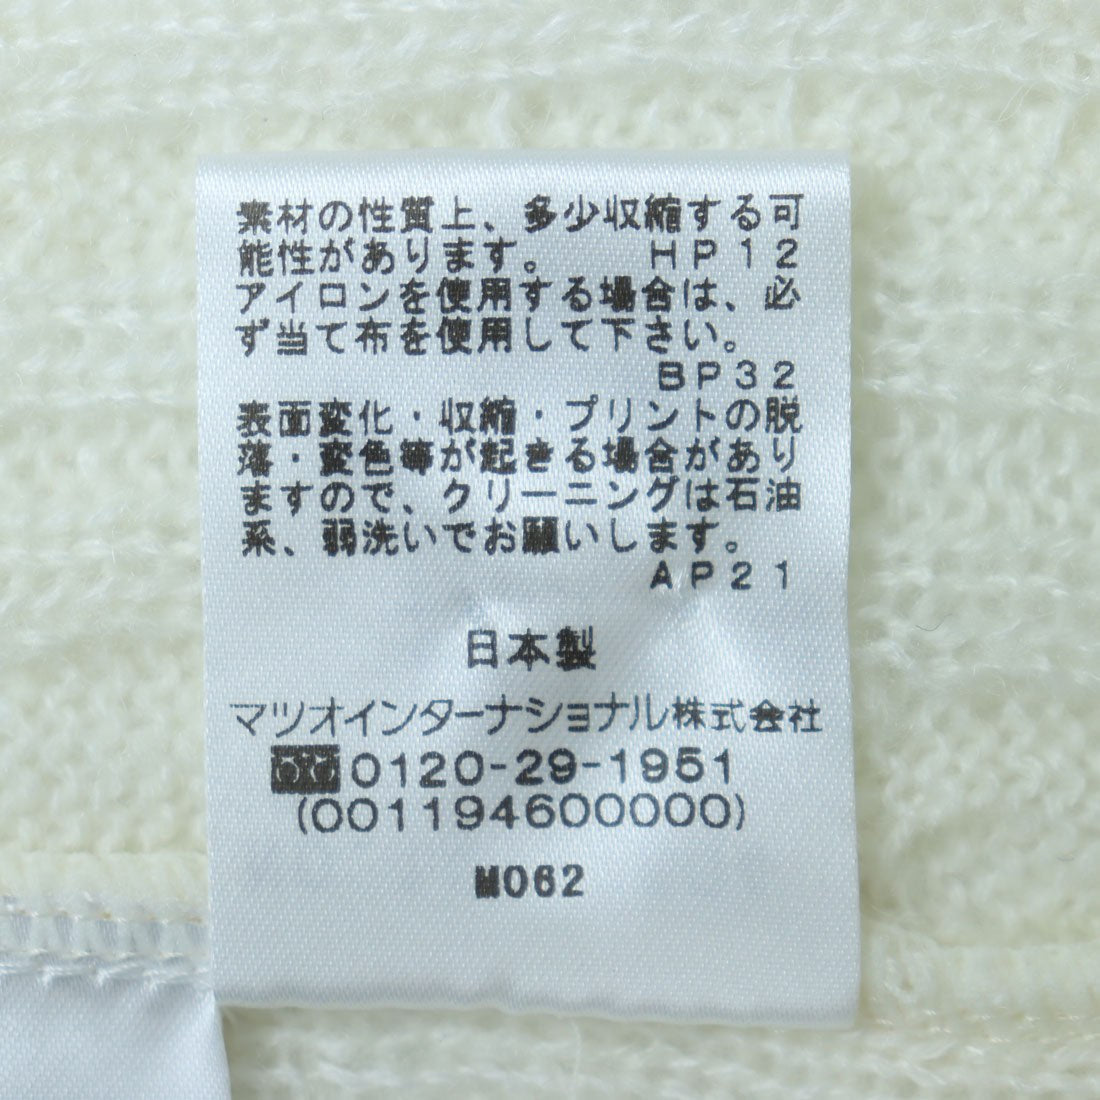 素材の性質上、多少収縮する可
能性があります。 HP12
アイロンを使用する場合は、必
ず当て布を使用して下さい。
BP32
表面変化・収縮・プリントの脱
落・変色等が起きる場合があり
ますので、クリーニングは石油
系、弱洗いでお願いします。
AP21
日本製
マツオインターナショナル株式会社
0120-29-1951
(001194600000)
M062